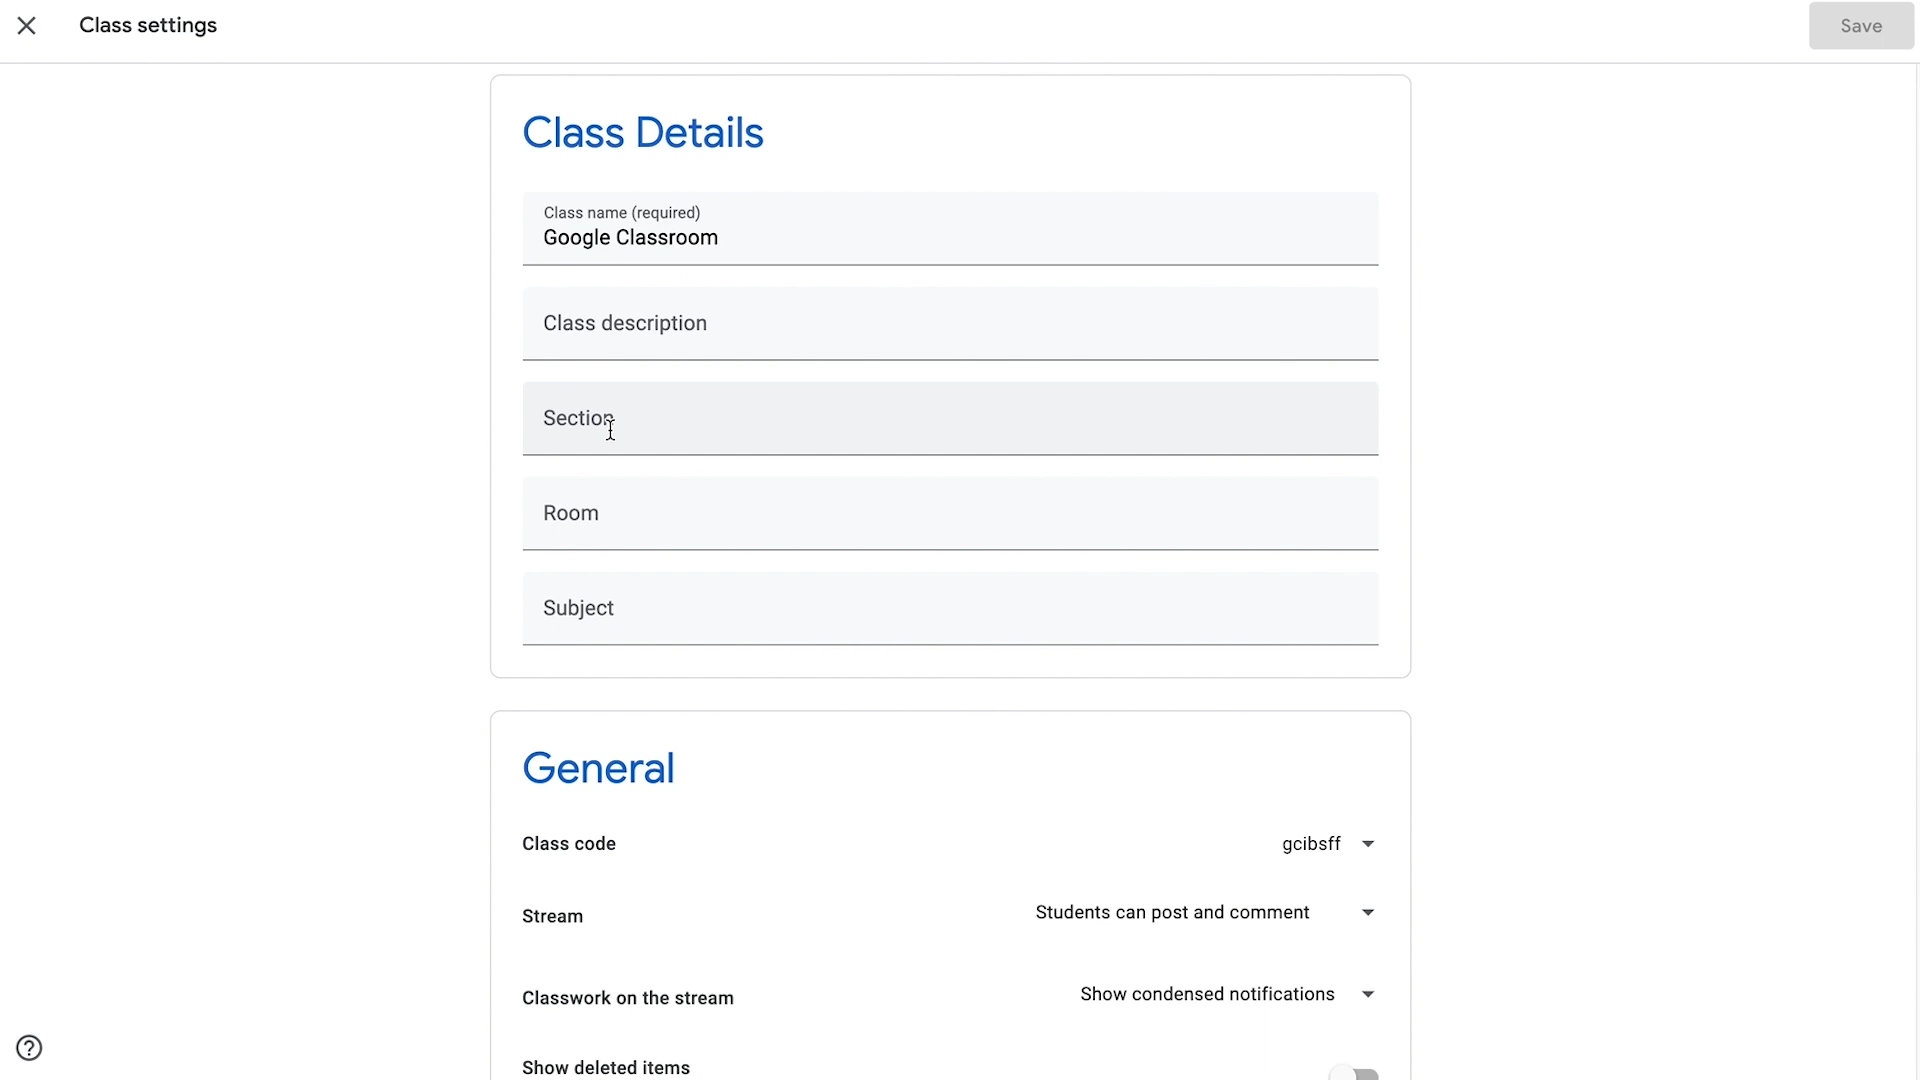 Class settings
Save
Class Details
Class name (required)
Google Classroom
Class description
Section
Room
Subject
General
Class code gcibsff
Stream Students can post and comment
Classwork on the stream Show condensed notifications
Show deleted items